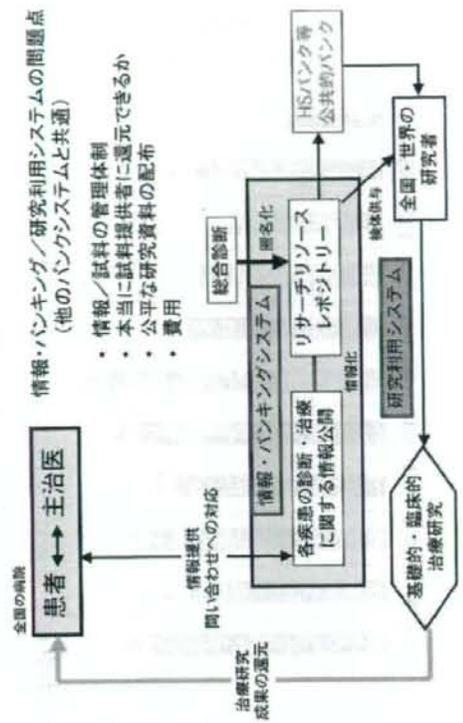 情報・バンキング/研究利用システムの問題点
(他のバンクシステムと共通)
・ 情報/試料の管理体制
・ 本当に試料提供者に還元できるか
・ 公平な研究資料の配布
・ 費用
全国の病院
患者 ↔ 主治医
情報提供
問い合わせへの対応
治療研究
成果の還元
総合診断
匿名化
情報・バンキングシステム
各疾患の診断・治療
に関する情報公開
リサーチリソース
レポジトリー
情報化
HSバンク等
公共的バンク
検体供与
全国・世界の
研究者
研究利用システム
基礎的・臨床的
治療研究